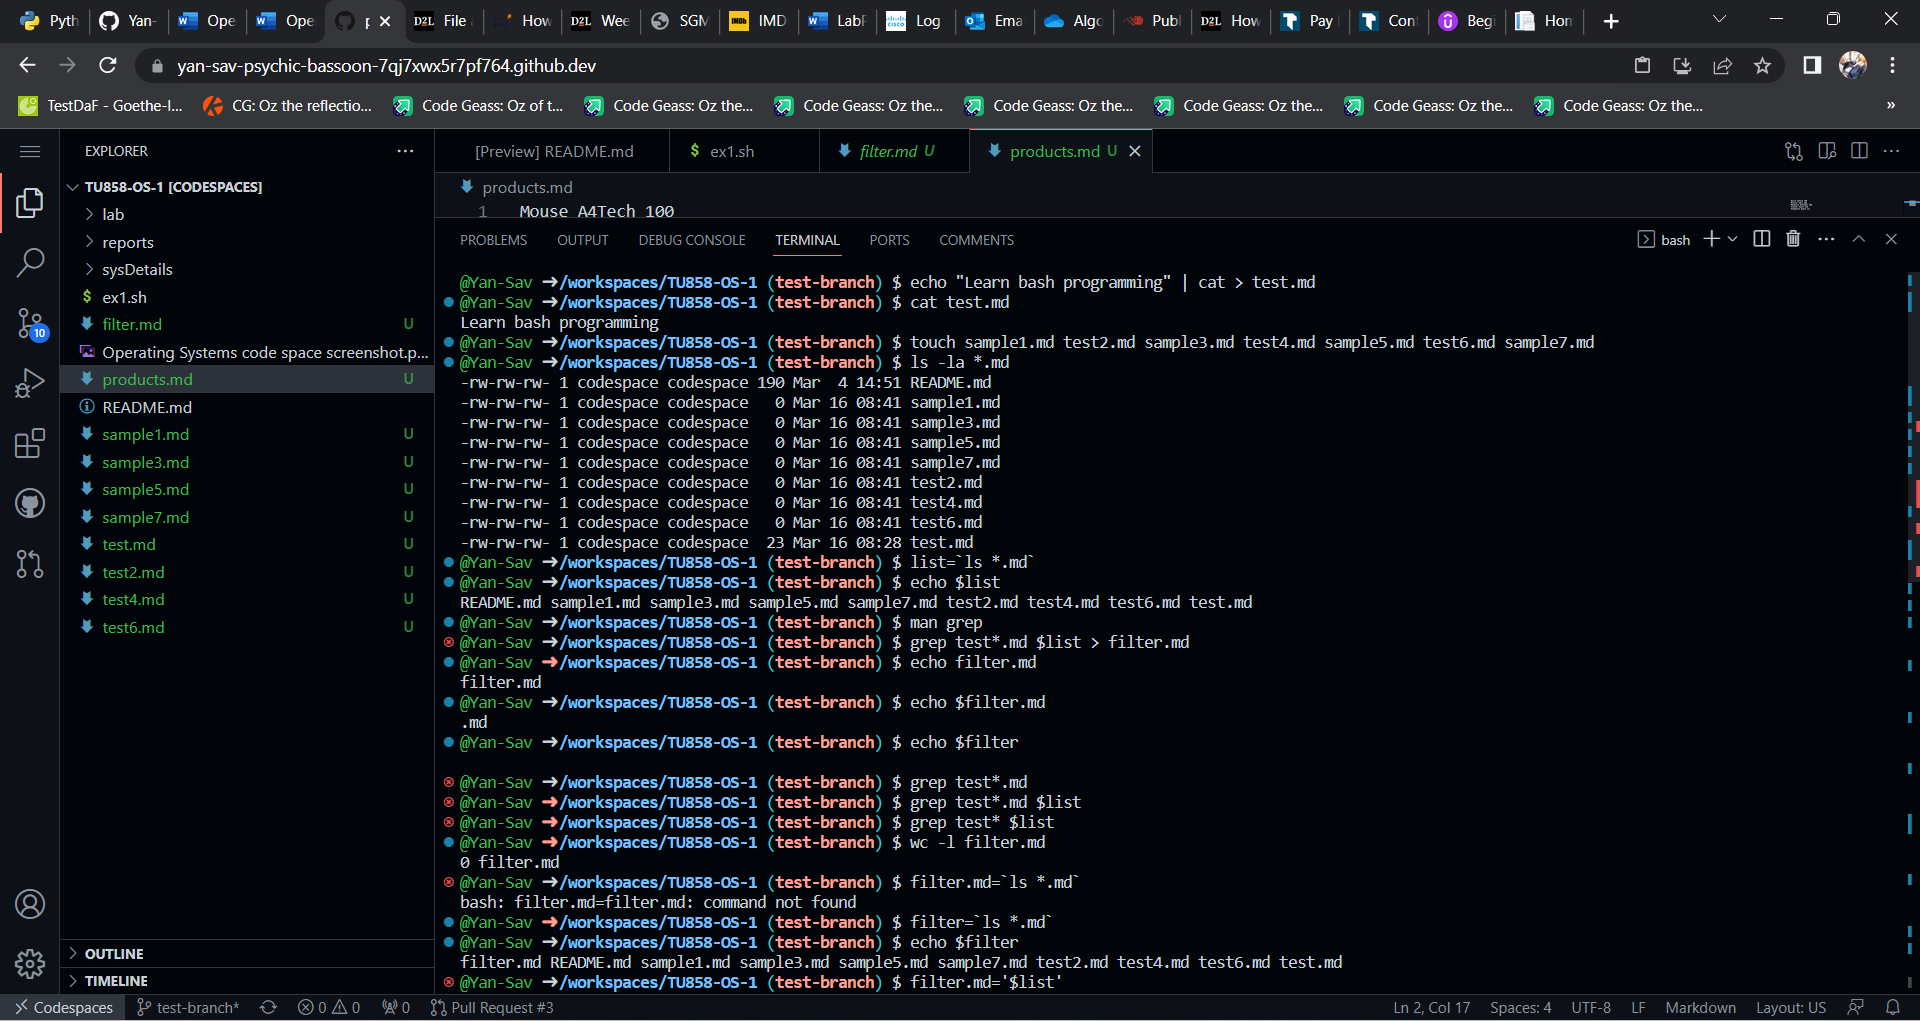 Pyth
Yan-
Ope
Ope
p
D2L File
How
D2L Wee
SGM
IMDb IMD
LabF
Log
Ema
Algo
Publ
D2L How
Pay
Con
Beg
Hom
yan-sav-psychic-bassoon-7qj7xwx5r7pf764.github.dev
TestDaF - Goethe-I...
CG: Oz the reflectio...
Code Geass: Oz of t...
Code Geass: Oz the...
Code Geass: Oz the...
Code Geass: Oz the...
Code Geass: Oz the...
Code Geass: Oz the...
Code Geass: Oz the...
»
EXPLORER
TU858-OS-1 [CODESPACES]
lab
reports
sysDetails
$ ex1.sh
filter.md U
Operating Systems code space screenshot.p...
products.md U
README.md
sample1.md U
sample3.md U
sample5.md U
sample7.md U
test.md U
test2.md U
test4.md U
test6.md U
OUTLINE
TIMELINE
10
[Preview] README.md
$ ex1.sh
filter.md U
products.md U
products.md
1 Mouse A4Tech 100
PROBLEMS OUTPUT DEBUG CONSOLE TERMINAL PORTS COMMENTS
bash
@Yan-Sav ➜/workspaces/TU858-OS-1 (test-branch) $ echo "Learn bash programming" | cat > test.md
@Yan-Sav ➜/workspaces/TU858-OS-1 (test-branch) $ cat test.md
Learn bash programming
@Yan-Sav ➜/workspaces/TU858-OS-1 (test-branch) $ touch sample1.md test2.md sample3.md test4.md sample5.md test6.md sample7.md
@Yan-Sav ➜/workspaces/TU858-OS-1 (test-branch) $ ls -la *.md
-rw-rw-rw- 1 codespace codespace 190 Mar  4 14:51 README.md
-rw-rw-rw- 1 codespace codespace   0 Mar 16 08:41 sample1.md
-rw-rw-rw- 1 codespace codespace   0 Mar 16 08:41 sample3.md
-rw-rw-rw- 1 codespace codespace   0 Mar 16 08:41 sample5.md
-rw-rw-rw- 1 codespace codespace   0 Mar 16 08:41 sample7.md
-rw-rw-rw- 1 codespace codespace   0 Mar 16 08:41 test2.md
-rw-rw-rw- 1 codespace codespace   0 Mar 16 08:41 test4.md
-rw-rw-rw- 1 codespace codespace   0 Mar 16 08:41 test6.md
-rw-rw-rw- 1 codespace codespace  23 Mar 16 08:28 test.md
@Yan-Sav ➜/workspaces/TU858-OS-1 (test-branch) $ list=`ls *.md`
@Yan-Sav ➜/workspaces/TU858-OS-1 (test-branch) $ echo $list
README.md sample1.md sample3.md sample5.md sample7.md test2.md test4.md test6.md test.md
@Yan-Sav ➜/workspaces/TU858-OS-1 (test-branch) $ man grep
@Yan-Sav ➜/workspaces/TU858-OS-1 (test-branch) $ grep test*.md $list > filter.md
@Yan-Sav ➜/workspaces/TU858-OS-1 (test-branch) $ echo filter.md
filter.md
@Yan-Sav ➜/workspaces/TU858-OS-1 (test-branch) $ echo $filter.md
.md
@Yan-Sav ➜/workspaces/TU858-OS-1 (test-branch) $ echo $filter
@Yan-Sav ➜/workspaces/TU858-OS-1 (test-branch) $ grep test*.md
@Yan-Sav ➜/workspaces/TU858-OS-1 (test-branch) $ grep test*.md $list
@Yan-Sav ➜/workspaces/TU858-OS-1 (test-branch) $ grep test* $list
@Yan-Sav ➜/workspaces/TU858-OS-1 (test-branch) $ wc -l filter.md
0 filter.md
@Yan-Sav ➜/workspaces/TU858-OS-1 (test-branch) $ filter.md=`ls *.md`
bash: filter.md=filter.md: command not found
@Yan-Sav ➜/workspaces/TU858-OS-1 (test-branch) $ filter=`ls *.md`
@Yan-Sav ➜/workspaces/TU858-OS-1 (test-branch) $ echo $filter
filter.md README.md sample1.md sample3.md sample5.md sample7.md test2.md test4.md test6.md test.md
@Yan-Sav ➜/workspaces/TU858-OS-1 (test-branch) $ filter.md='$list'
Codespaces test-branch* 0 0 0 Pull Request #3 Ln 2, Col 17 Spaces: 4 UTF-8 LF Markdown Layout: US